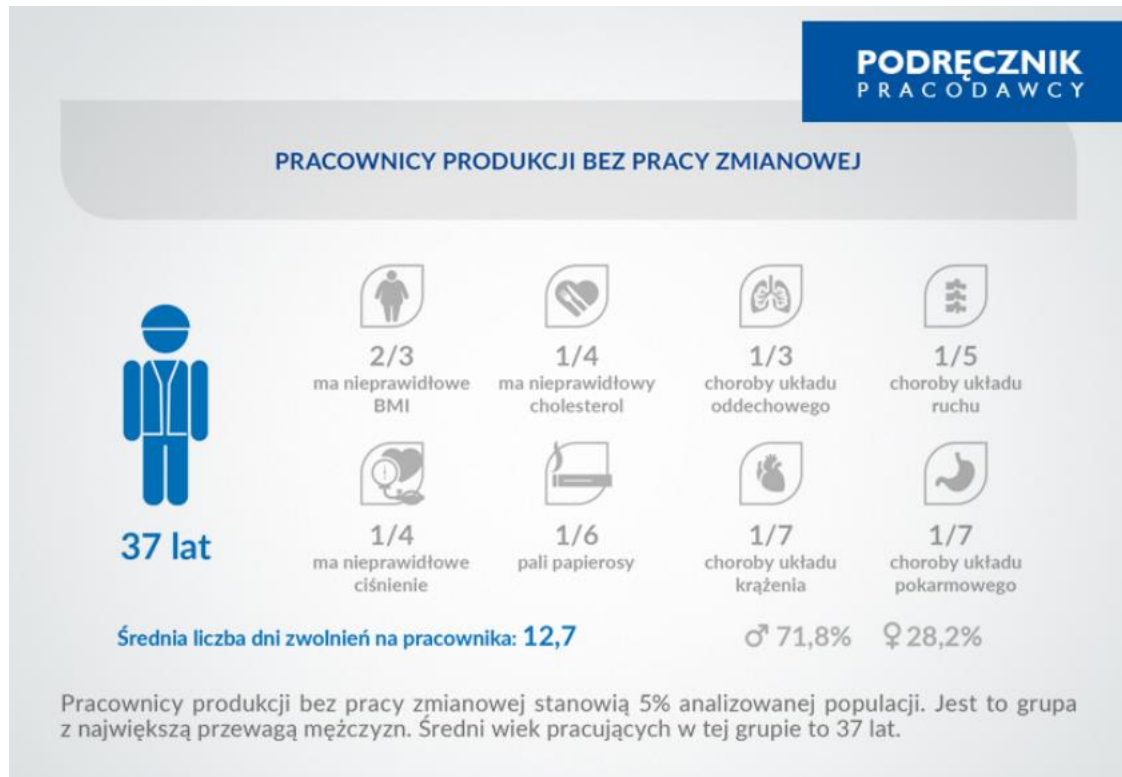 PODRĘCZNIK
PRACODAWCY
PRACOWNICY PRODUKCJI BEZ PRACY ZMIANOWEJ
2/3
ma nieprawidłowe
BMI
1/4
ma nieprawidłowy
cholesterol
1/3
choroby układu
oddechowego
1/5
choroby układu
ruchu
37 lat
1/4
ma nieprawidłowe
ciśnienie
1/6
pali papierosy
1/7
choroby układu
krążenia
1/7
choroby układu
pokarmowego
Średnia liczba dni zwolnień na pracownika: 12,7
♂ 71,8% ♀ 28,2%
Pracownicy produkcji bez pracy zmianowej stanowią 5% analizowanej populacji. Jest to grupa
z największą przewagą mężczyzn. Średni wiek pracujących w tej grupie to 37 lat.